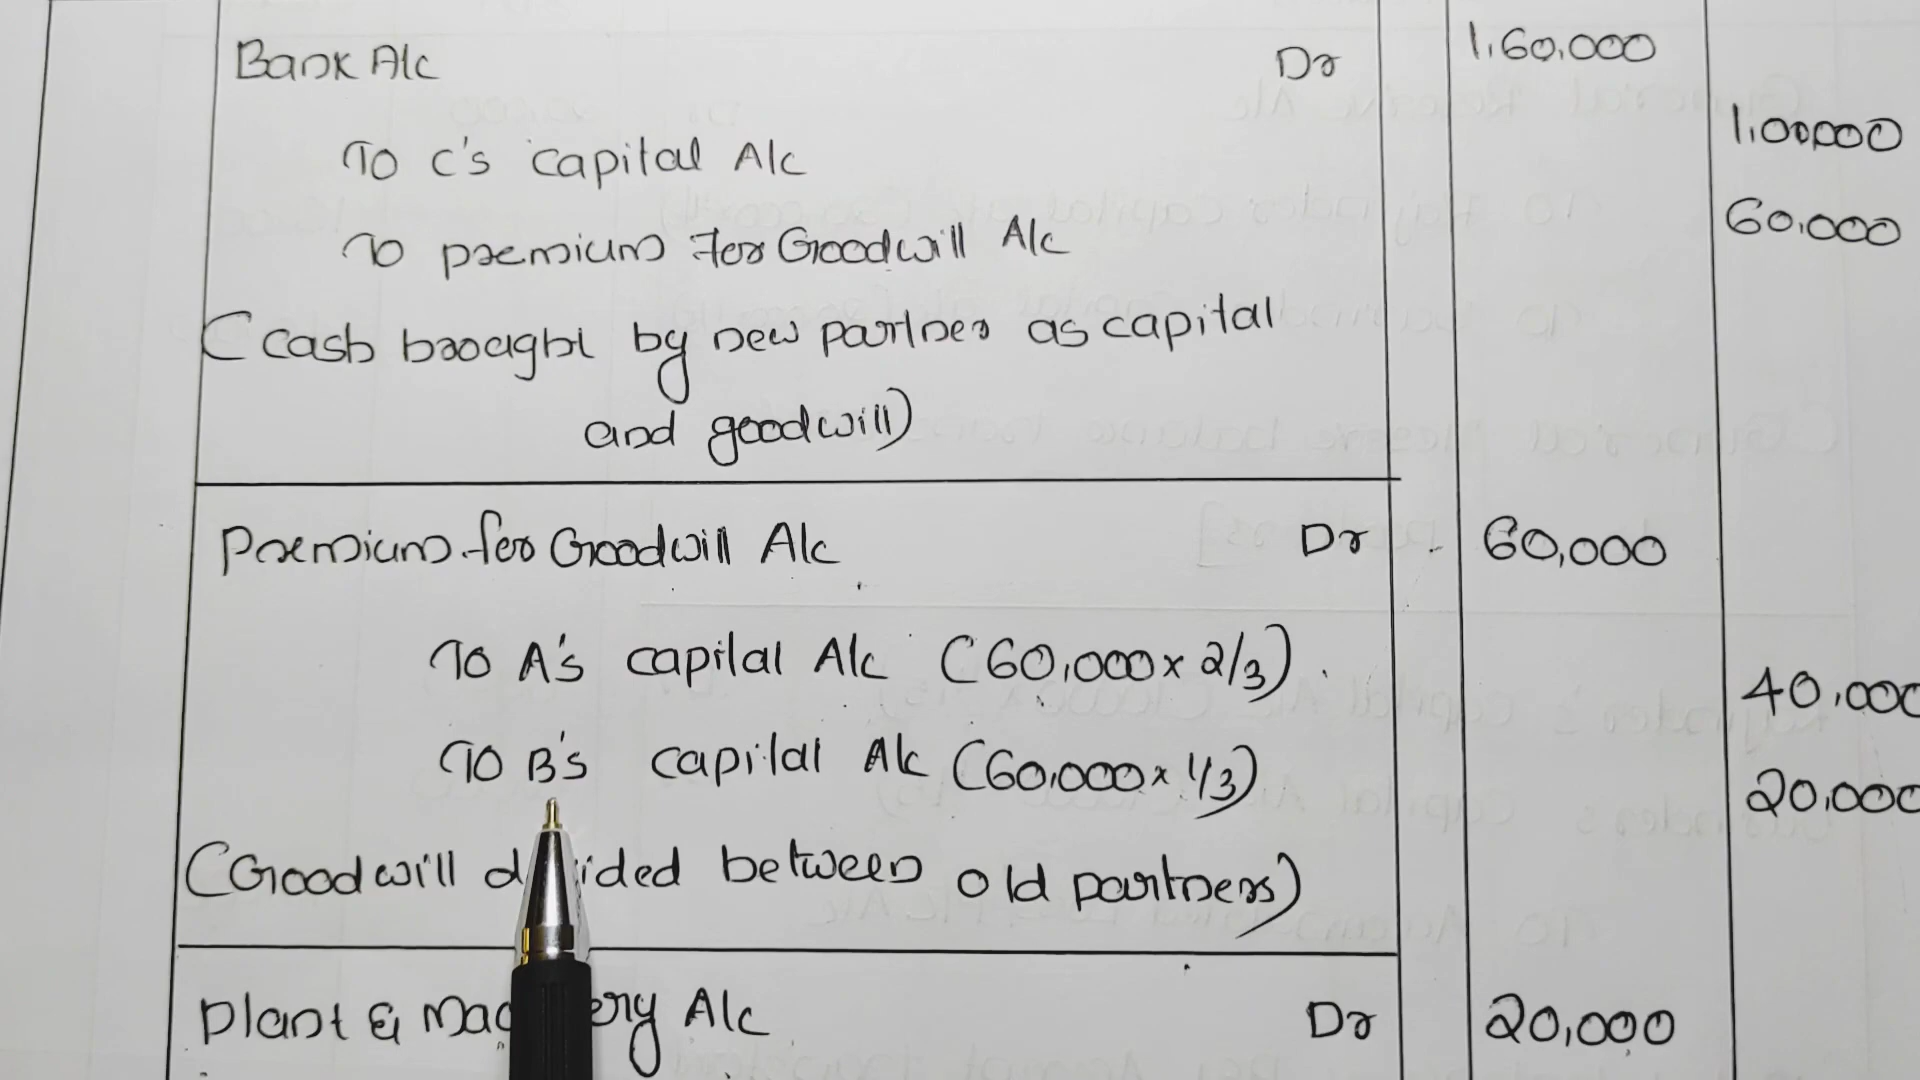 Bank A/c Dr 1,60,000
To C's capital A/c 1,00,000
To premium for Goodwill A/c 60,000
(Cash brought by new partner as capital
and goodwill)
Premium for Goodwill A/c Dr 60,000
To A's capital A/c (60,000 x 2/3) 40,000
To B's capital A/c (60,000 x 1/3) 20,000
(Goodwill divided between old partners)
Plant & Machinery A/c Dr 20,000